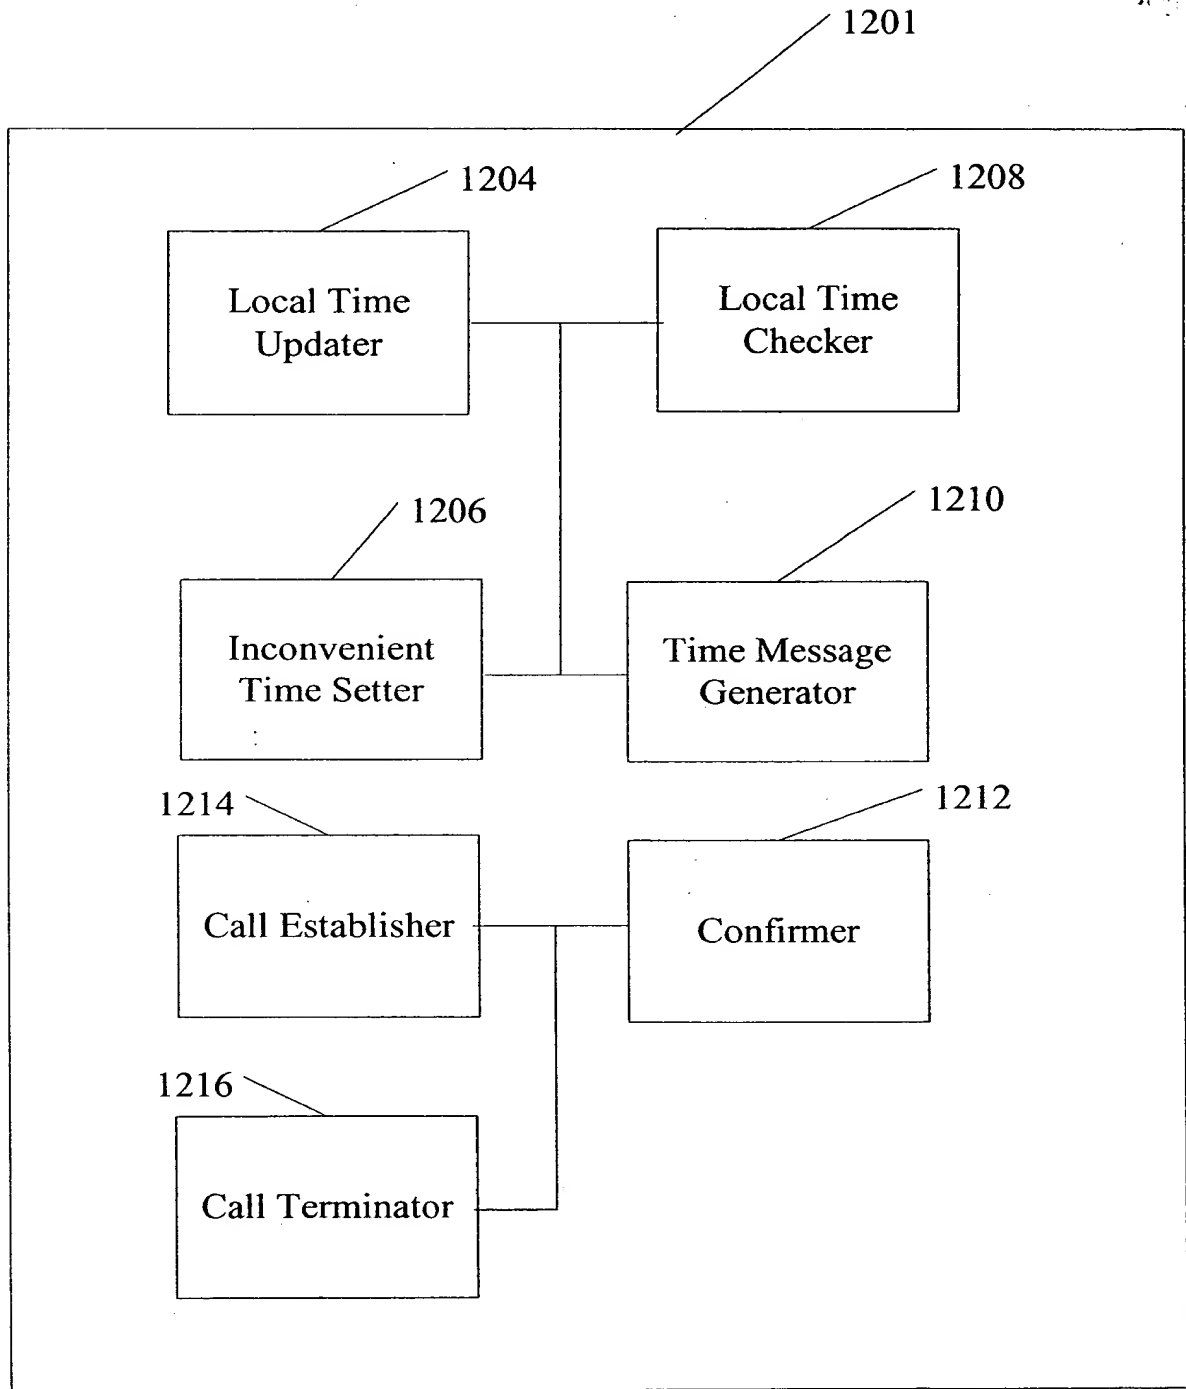 1201
1204
1208
Local Time
Updater
Local Time
Checker
1206
1210
Inconvenient
Time Setter
Time Message
Generator
1214
1212
Call Establisher
Confirmer
1216
Call Terminator